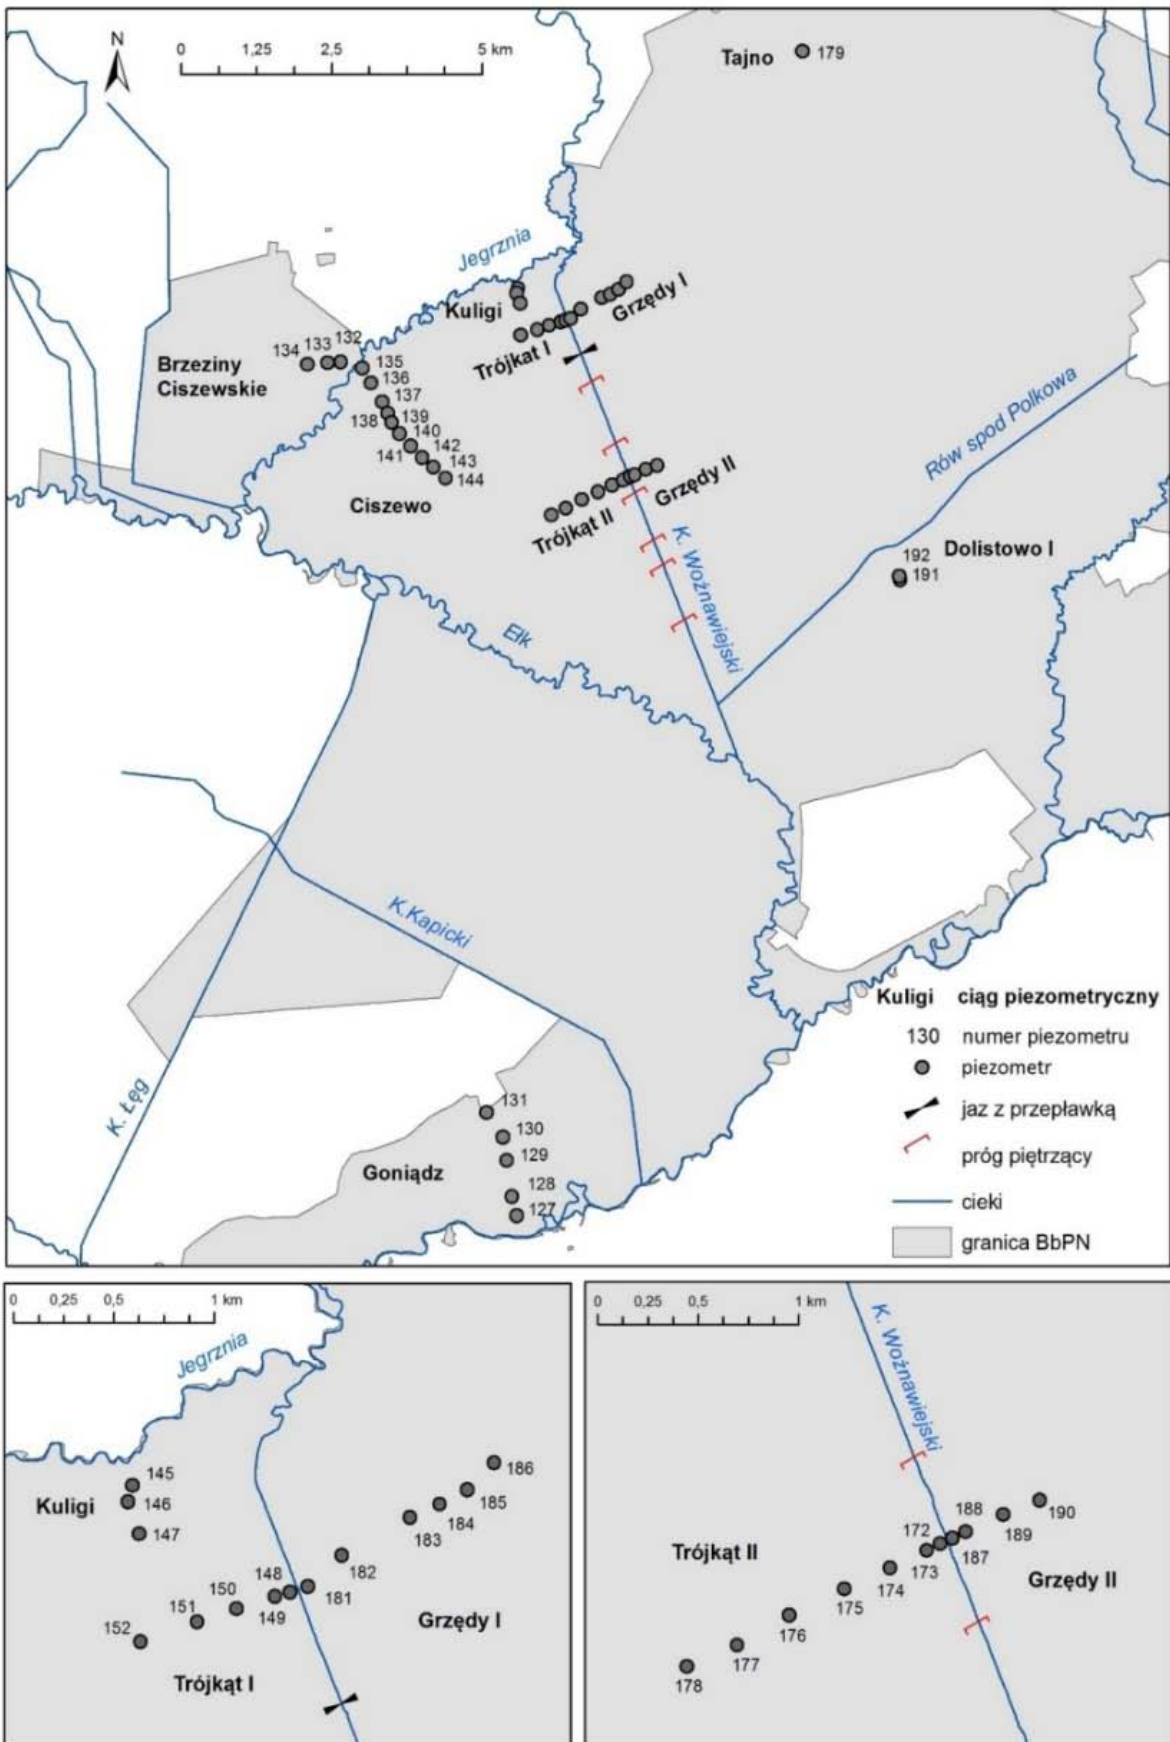 N
0 1,25 2,5 5 km
Tajno
179
Jegrznia
Kuligi
Grzędy I
Trójkat I
Brzeziny
Ciszewskie
134 133 132
135
136
137
138 139
140
141 142
143
144
Ciszewo
Rów spod Polkowa
Grzędy II
Trójkąt II
K. Woźnawiejski
Dolistowo I
192
191
Ełk
K.Kapicki
K. Łęg
Goniądz
131
130
129
128
127
Kuligi ciąg piezometryczny
130 numer piezometru
piezometr
jaz z przepławką
próg piętrzący
cieki
granica BbPN
0 0,25 0,5 1 km
Jegrznia
Kuligi
145
146
147
186
185
184
183
182
181
148
149
150
151
152
Trójkąt I
Grzędy I
0 0,25 0,5 1 km
K. Woźnawiejski
Trójkąt II
190
189
188
187
172
173
174
175
176
177
178
Grzędy II